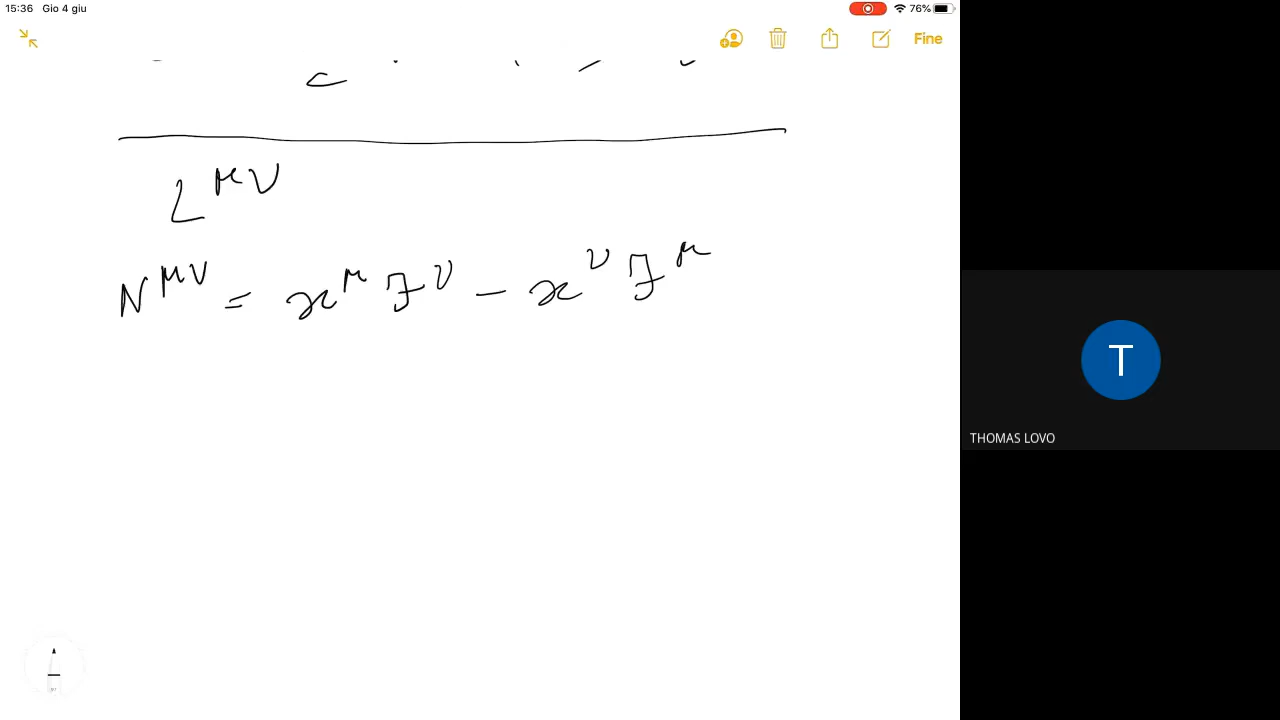 15:36 Gio 4 giu 76%
Fine
L^{μν}
N^{μν} = x^μ F^ν - x^ν F^μ
T
THOMAS LOVO